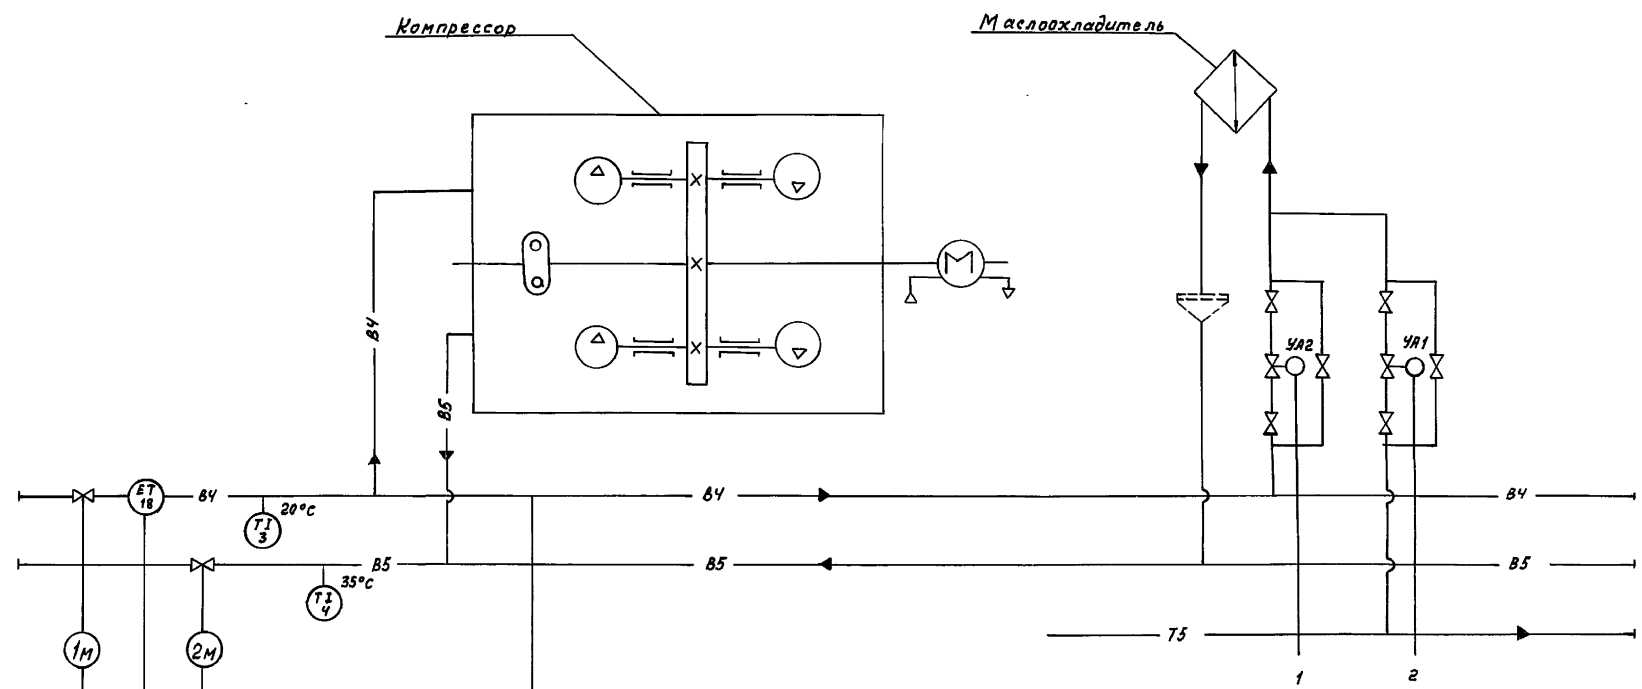 Компрессор
Маслоохладитель
М
В4
В5
УА2
УА1
ЕТ
18
В4
В4
В4
20°С
TI
3
В5
В5
В5
35°С
TI
4
1М
2М
Т5
1
2